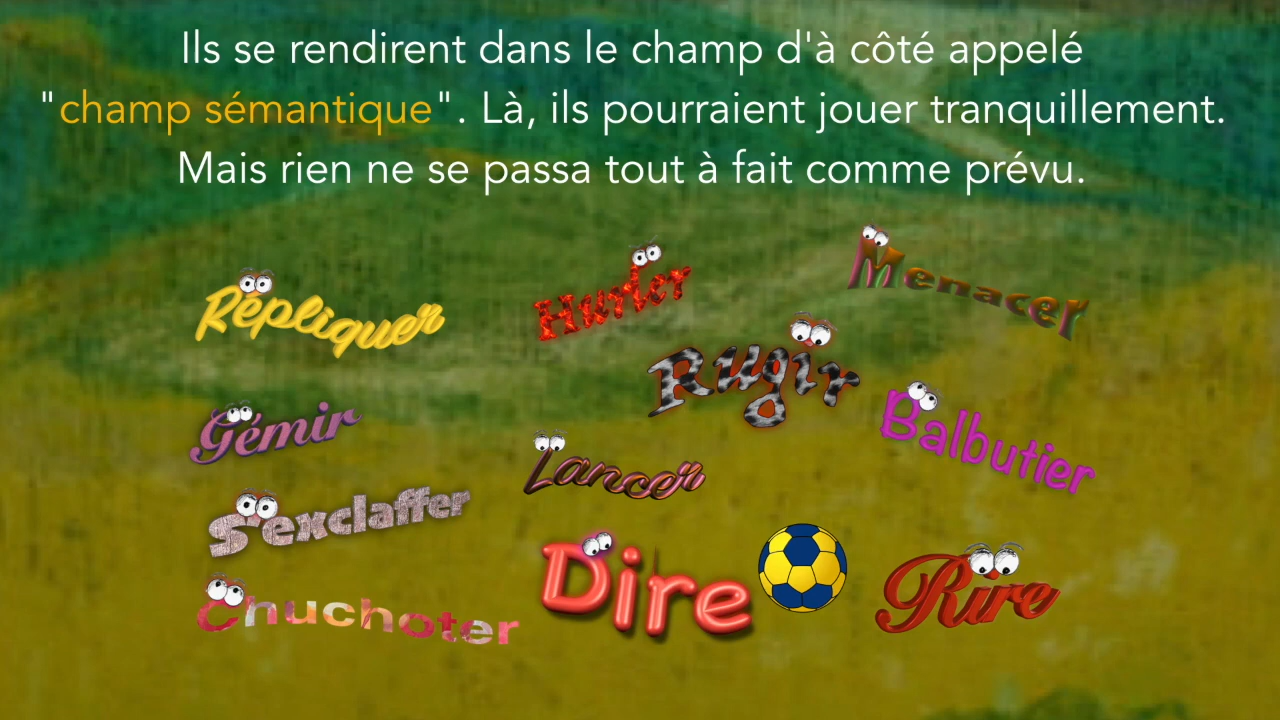 Ils se rendirent dans le champ d'à côté appelé
"champ sémantique". Là, ils pourraient jouer tranquillement.
Mais rien ne se passa tout à fait comme prévu.
Répliquer
Hurler
Menacer
Rugir
Gémir
Balbutier
Lancer
S'exclaffer
Chuchoter
Dire
Rire